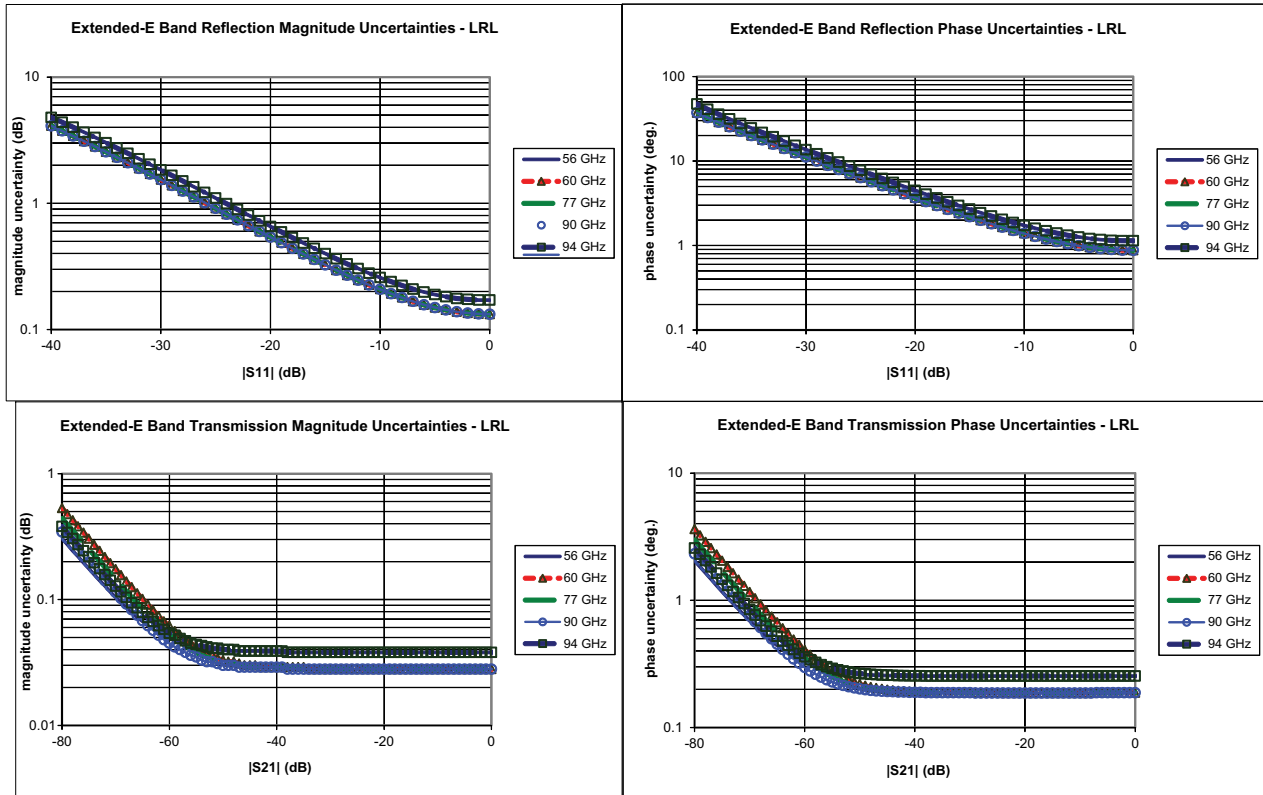 Extended-E Band Reflection Magnitude Uncertainties - LRL
magnitude uncertainty (dB)
10
1
0.1
-40
-30
-20
-10
0
|S11| (dB)
56 GHz
60 GHz
77 GHz
90 GHz
94 GHz
Extended-E Band Reflection Phase Uncertainties - LRL
phase uncertainty (deg.)
100
10
1
0.1
-40
-30
-20
-10
0
|S11| (dB)
56 GHz
60 GHz
77 GHz
90 GHz
94 GHz
Extended-E Band Transmission Magnitude Uncertainties - LRL
magnitude uncertainty (dB)
1
0.1
0.01
-80
-60
-40
-20
0
|S21| (dB)
56 GHz
60 GHz
77 GHz
90 GHz
94 GHz
Extended-E Band Transmission Phase Uncertainties - LRL
phase uncertainty (deg.)
10
1
0.1
-80
-60
-40
-20
0
|S21| (dB)
56 GHz
60 GHz
77 GHz
90 GHz
94 GHz